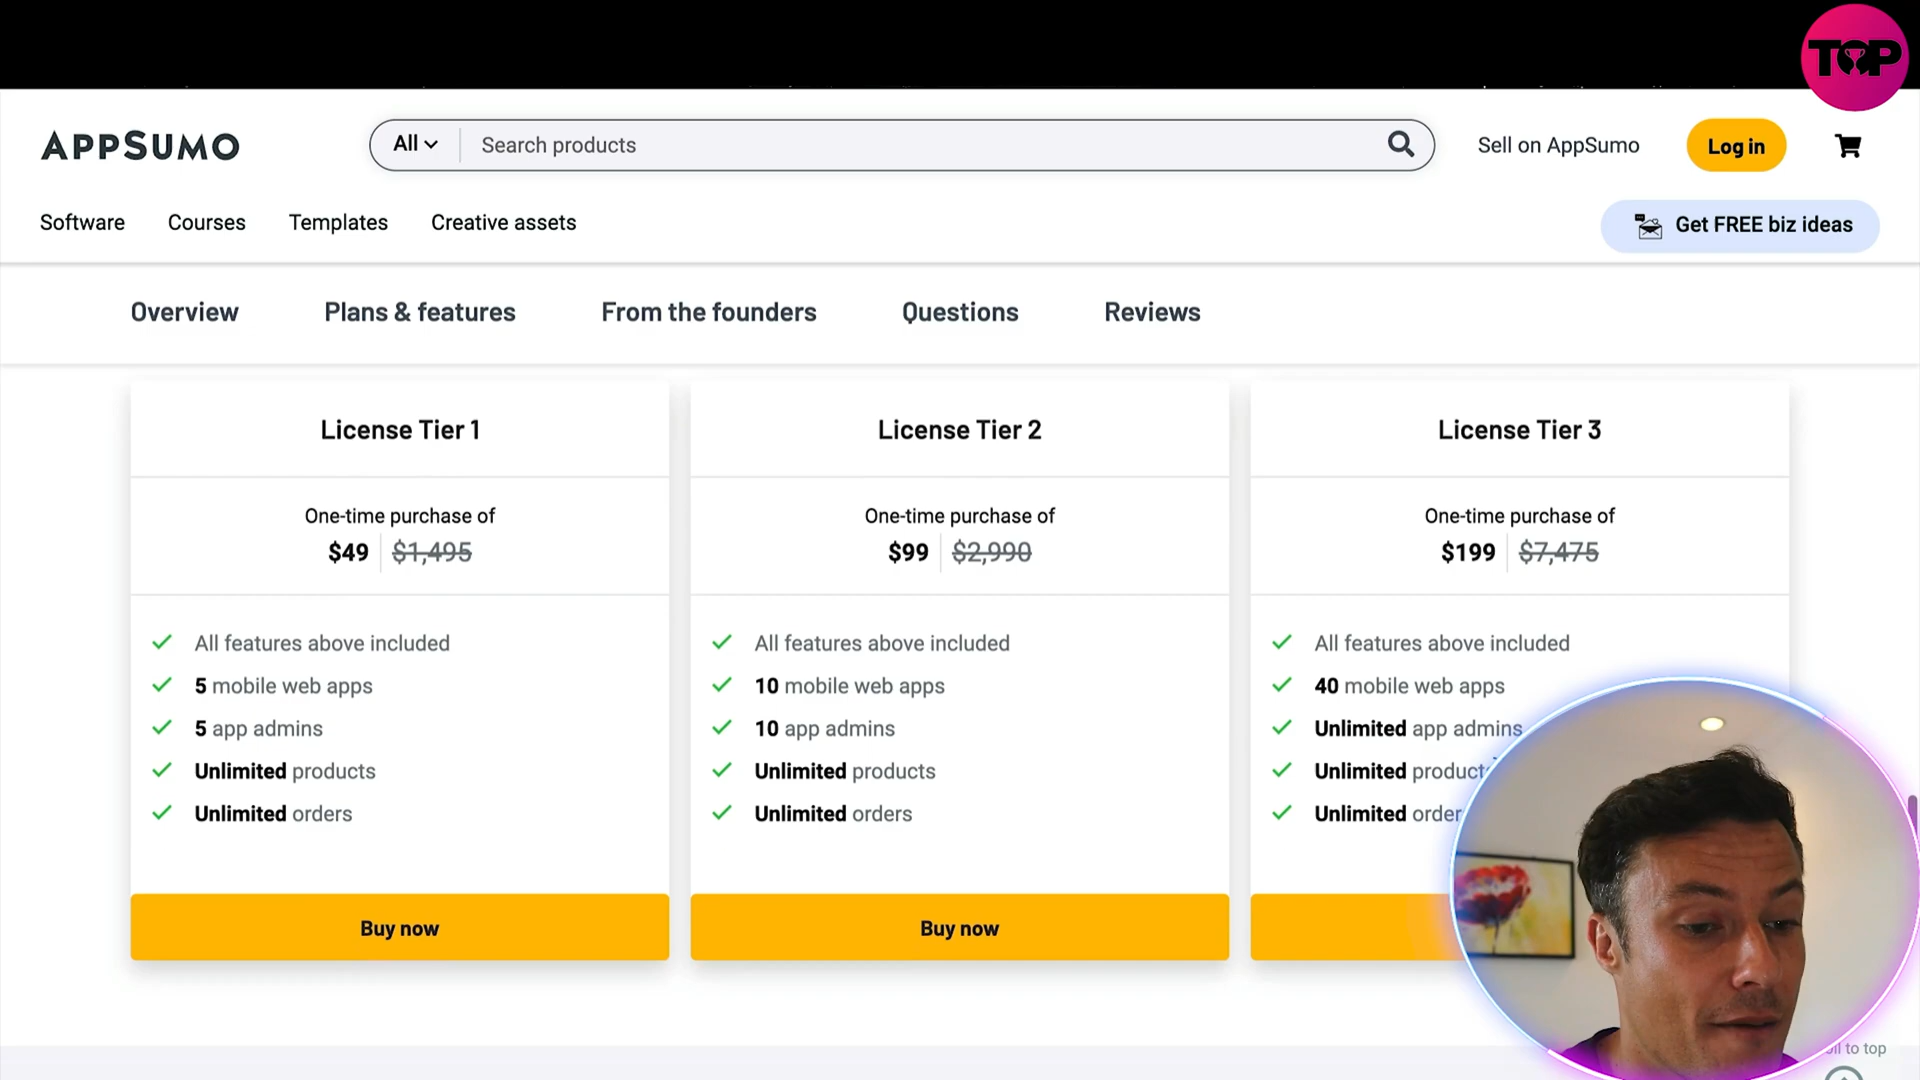 TOP
APPSUMO
All
Search products
Sell on AppSumo
Log in
Software
Courses
Templates
Creative assets
Get FREE biz ideas
Overview
Plans & features
From the founders
Questions
Reviews
License Tier 1
One-time purchase of
$49 $1,495
All features above included
5 mobile web apps
5 app admins
Unlimited products
Unlimited orders
Buy now
License Tier 2
One-time purchase of
$99 $2,990
All features above included
10 mobile web apps
10 app admins
Unlimited products
Unlimited orders
Buy now
License Tier 3
One-time purchase of
$199 $7,475
All features above included
40 mobile web apps
Unlimited app admins
Unlimited product
Unlimited order
to top